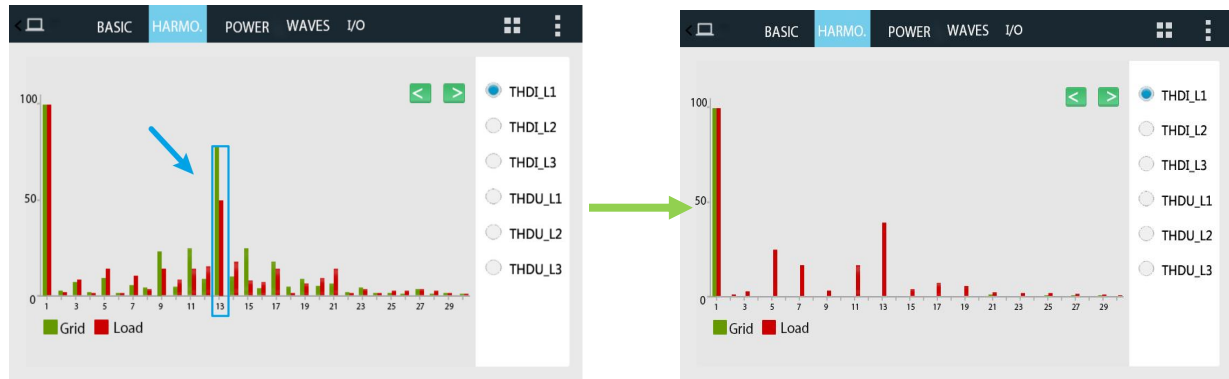 BASIC HARMO. POWER WAVES I/O
100
50
0
1 3 5 7 9 11 13 15 17 19 20 21 23 25 27 29
Grid Load
THDI_L1
THDI_L2
THDI_L3
THDU_L1
THDU_L2
THDU_L3
BASIC HARMO. POWER WAVES I/O
100
50
0
1 3 5 7 9 11 13 15 17 19 20 21 23 25 27 29
Grid Load
THDI_L1
THDI_L2
THDI_L3
THDU_L1
THDU_L2
THDU_L3